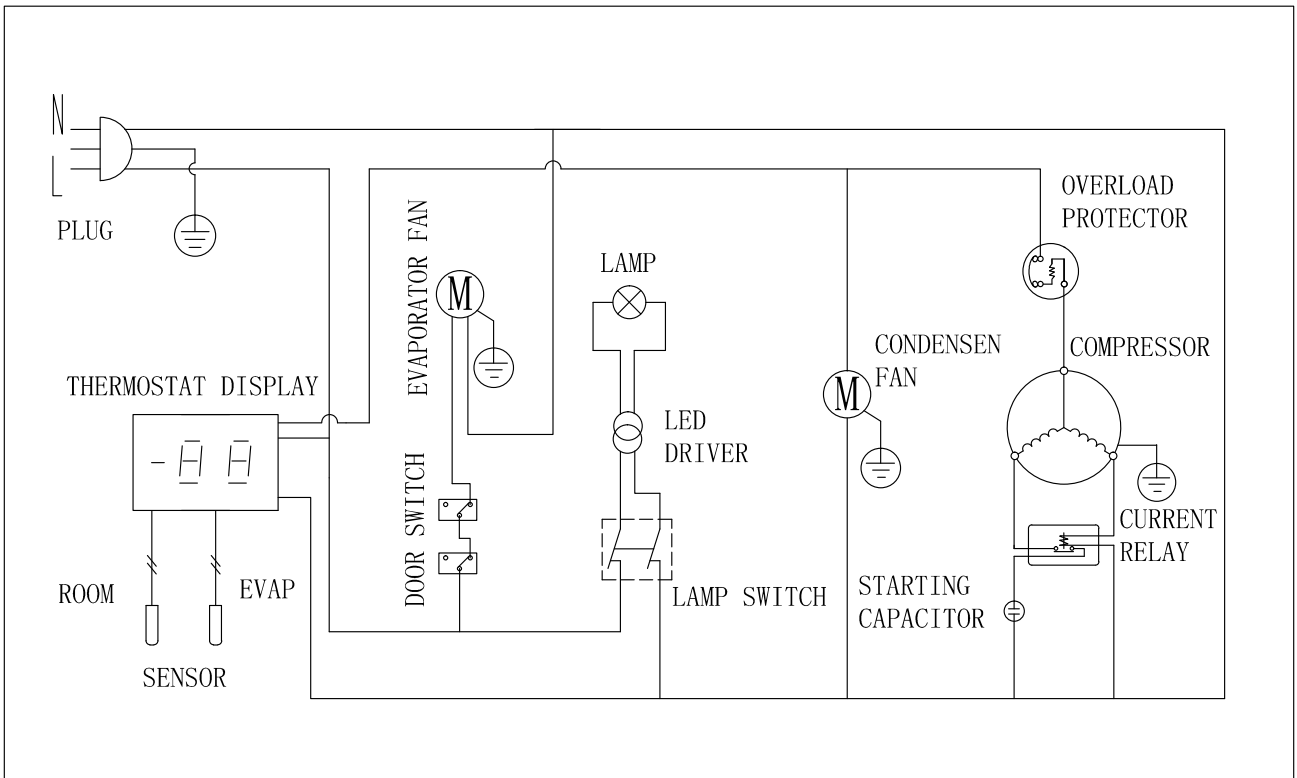 N
L
PLUG
EVAPORATOR FAN
LAMP
OVERLOAD
PROTECTOR
M
THERMOSTAT DISPLAY
-88
CONDENSEN
FAN
COMPRESSOR
M
LED
DRIVER
DOOR SWITCH
CURRENT
RELAY
ROOM
EVAP
LAMP SWITCH
STARTING
CAPACITOR
SENSOR